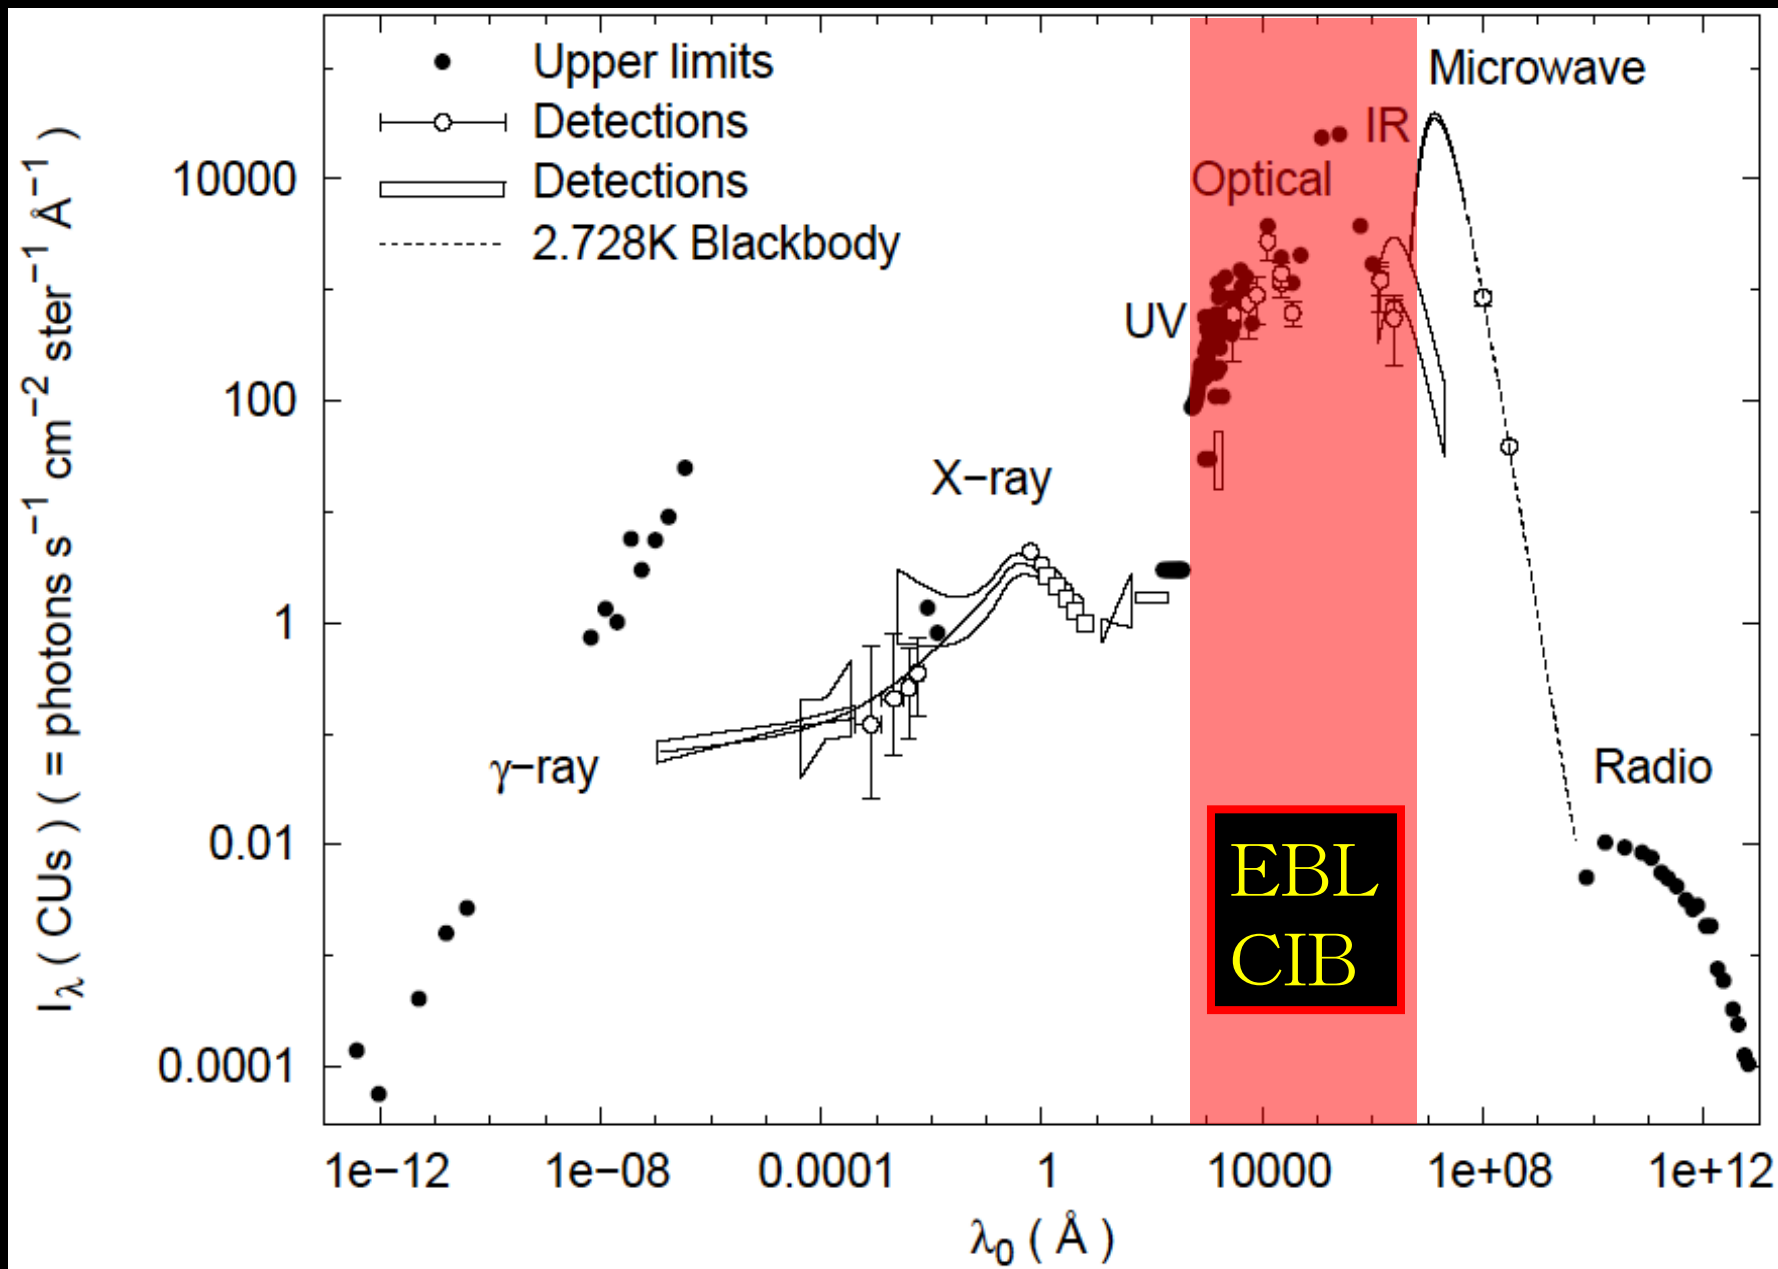 Upper limits
Detections
Detections
2.728K Blackbody
Microwave
IR
Optical
UV
X−ray
γ−ray
Radio
EBL
CIB
10000
100
1
0.01
0.0001
I_λ ( CUs ) ( = photons s⁻¹ cm⁻² ster⁻¹ Å⁻¹ )
1e−12 1e−08 0.0001 1 10000 1e+08 1e+12
λ₀ ( Å )